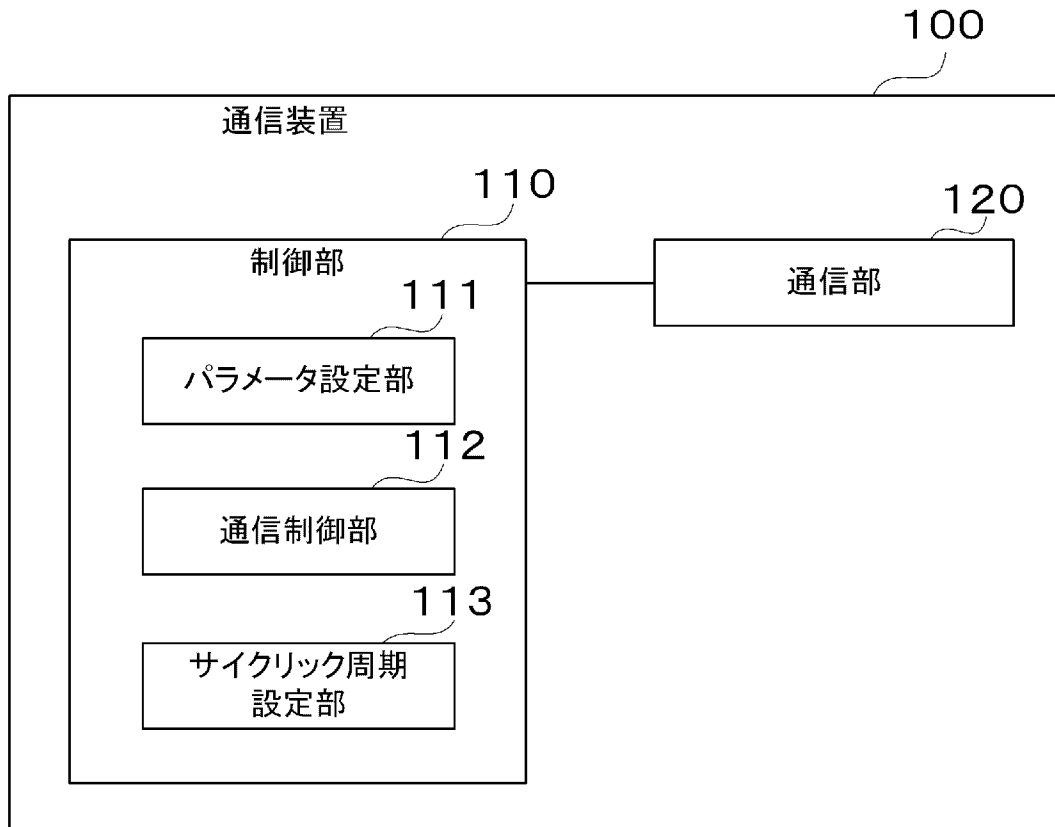 100
通信装置
110
制御部
120
通信部
111
パラメータ設定部
112
通信制御部
113
サイクリック周期
設定部